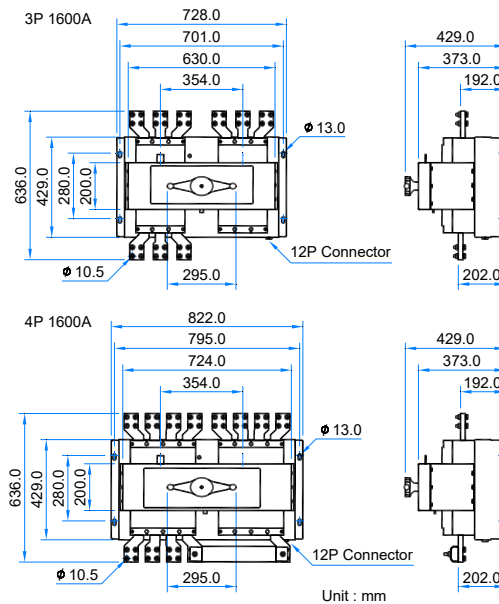 3P 1600A
728.0
701.0
630.0
354.0
429.0
373.0
192.0
ϕ 13.0
636.0
429.0
280.0
200.0
12P Connector
ϕ 10.5
295.0
202.0
4P 1600A
822.0
795.0
724.0
354.0
429.0
373.0
192.0
ϕ 13.0
636.0
429.0
280.0
200.0
12P Connector
ϕ 10.5
295.0
202.0
Unit : mm